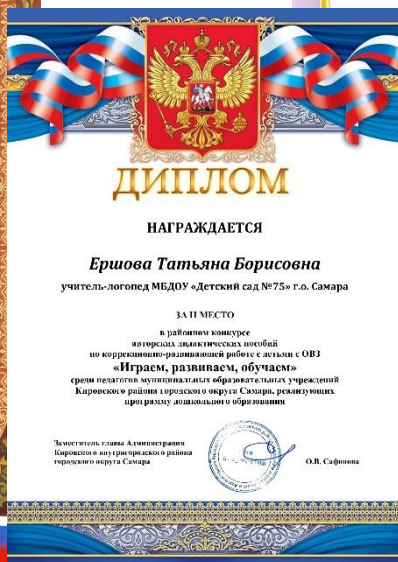 ДИПЛОМ
НАГРАЖДАЕТСЯ
Ершова Татьяна Борисовна
учитель-логопед МБДОУ «Детский сад №75» г.о. Самара
ЗА II МЕСТО
в районном конкурсе
авторских дидактических пособий
по коррекционно-развивающей работе с детьми с ОВЗ
«Играем, развиваем, обучаем»
среди педагогов муниципальных образовательных учреждений
Кировского района городского округа Самара, реализующих
программу дошкольного образования
Заместитель главы Администрации
Кировского внутригородского района
городского округа Самара
О.В. Сафонова